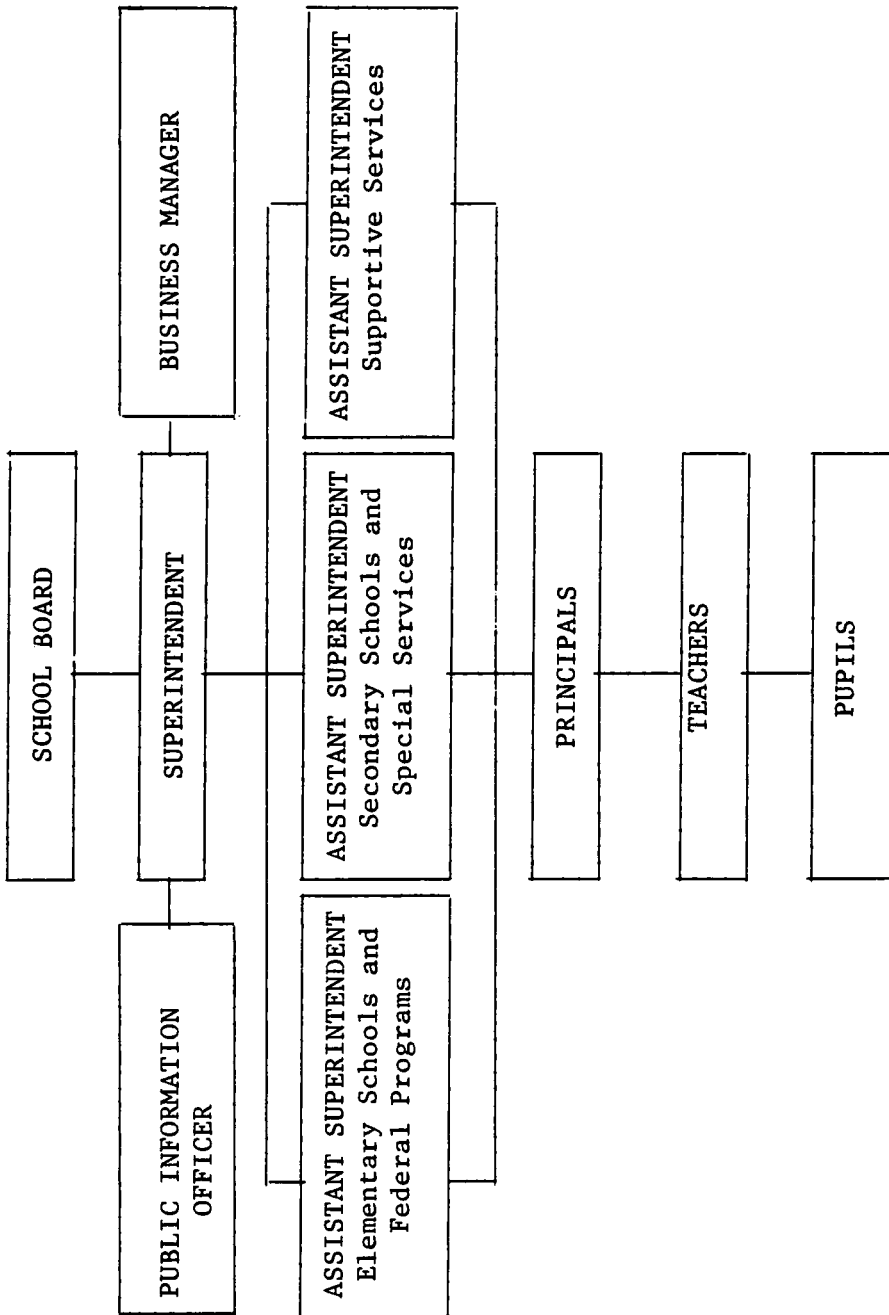 SCHOOL BOARD
PUBLIC INFORMATION
OFFICER
SUPERINTENDENT
BUSINESS MANAGER
ASSISTANT SUPERINTENDENT
Elementary Schools and
Federal Programs
ASSISTANT SUPERINTENDENT
Secondary Schools and
Special Services
ASSISTANT SUPERINTENDENT
Supportive Services
PRINCIPALS
TEACHERS
PUPILS